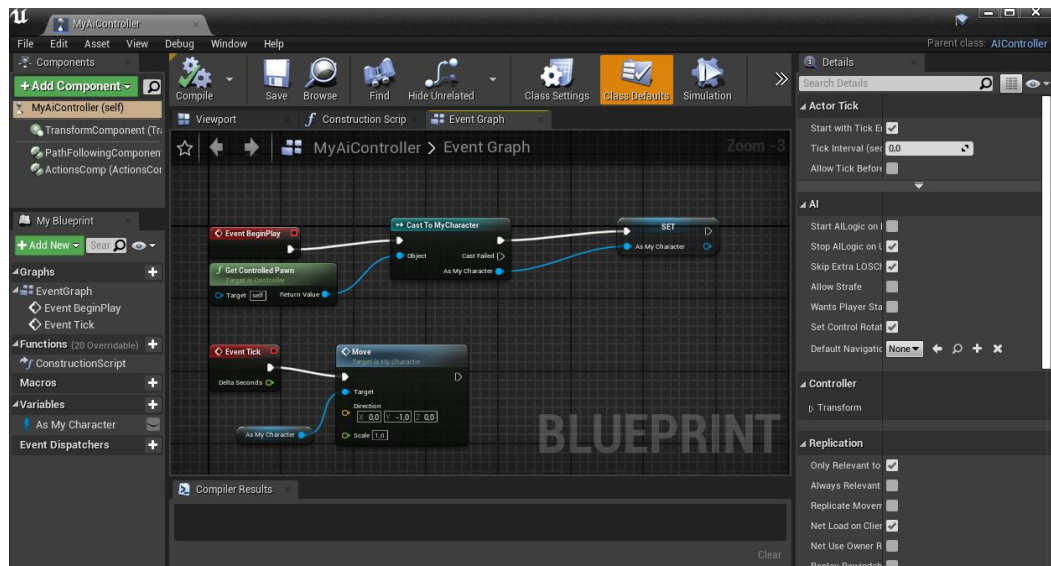 MyAiController
File Edit Asset View Debug Window Help
Parent class: AIController
Components
+ Add Component
MyAiController (self)
TransformComponent (Tra
PathFollowingComponen
ActionsComp (ActionsCor
My Blueprint
+ Add New Sear
Graphs
EventGraph
Event BeginPlay
Event Tick
Functions (20 Overridable)
ConstructionScript
Macros
Variables
As My Character
Event Dispatchers
Compile Save Browse Find Hide Unrelated Class Settings Class Defaults Simulation
Viewport Construction Scrip Event Graph
MyAiController > Event Graph Zoom -3
Event BeginPlay
f Get Controlled Pawn
Target is Controller
Target self Return Value
Cast To MyCharacter
Object Cast Failed
As My Character
SET
As My Character
Event Tick
Delta Seconds
As My Character
Move
Target is My Character
Target
Direction
X 0,0 Y -1,0 Z 0,0
Scale 1,0
BLUEPRINT
Compiler Results
Clear
Details
Search Details
Actor Tick
Start with Tick E
Tick Interval (sec 0,0
Allow Tick Before
AI
Start AILogic on
Stop AILogic on U
Skip Extra LOSCh
Allow Strafe
Wants Player Sta
Set Control Rotat
Default Navigatic None
Controller
Transform
Replication
Only Relevant to
Always Relevant
Replicate Movem
Net Load on Clier
Net Use Owner R